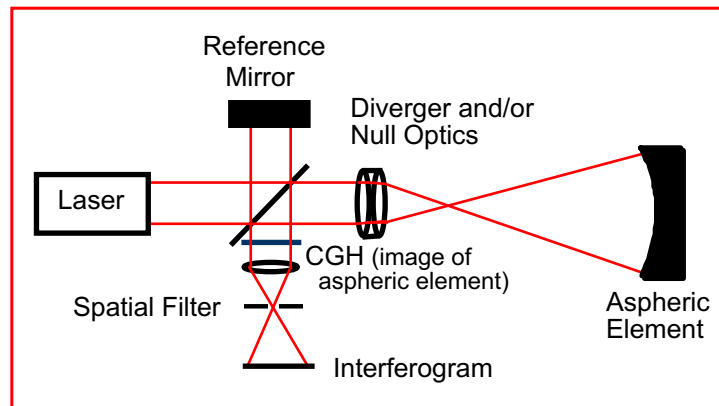 Reference
Mirror
Diverger and/or
Null Optics
Laser
CGH (image of
aspheric element)
Spatial Filter
Aspheric
Element
Interferogram